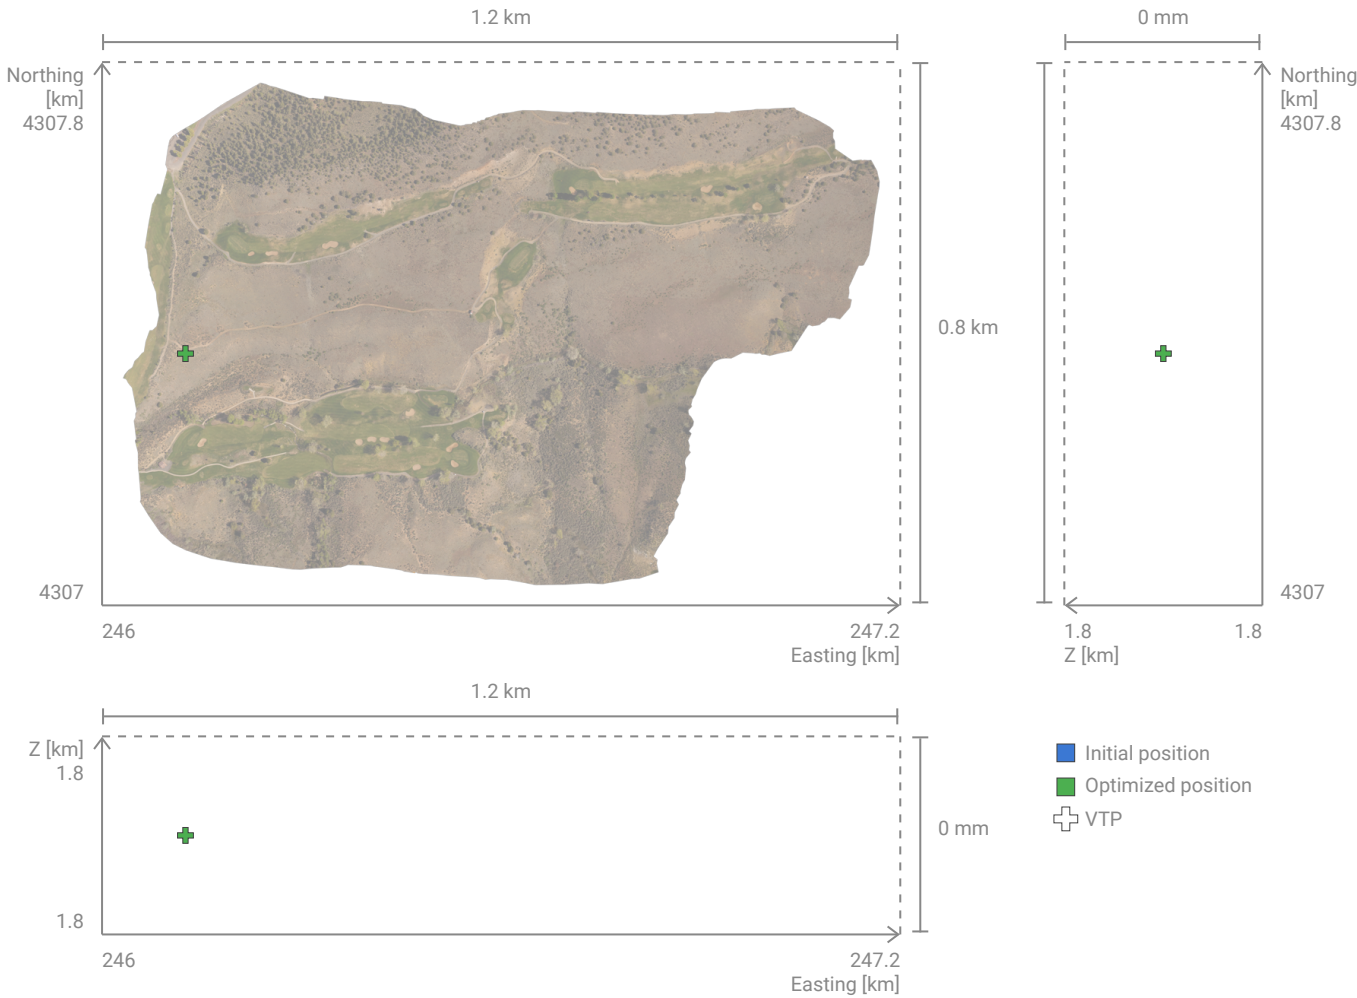 1.2 km
0 mm
Northing
[km]
4307.8
Northing
[km]
4307.8
0.8 km
4307
4307
246
247.2
Easting [km]
1.8
1.8
Z [km]
1.2 km
Z [km]
1.8
0 mm
1.8
246
247.2
Easting [km]
Initial position
Optimized position
VTP